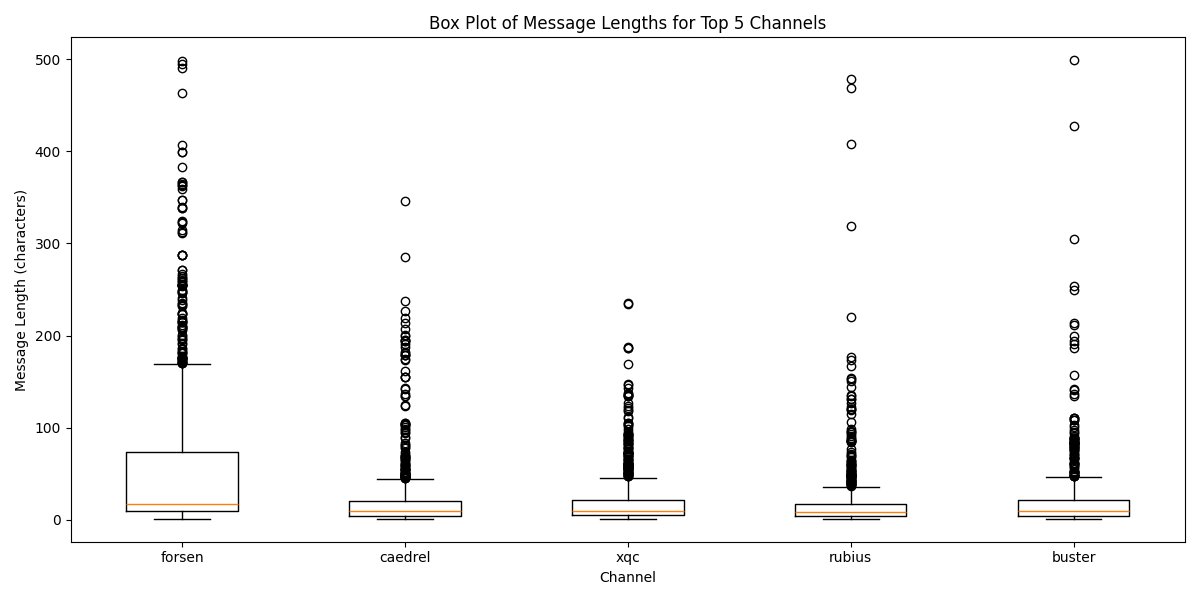 Box Plot of Message Lengths for Top 5 Channels
Message Length (characters)
500
400
300
200
100
0
forsen caedrel xqc rubius buster
Channel